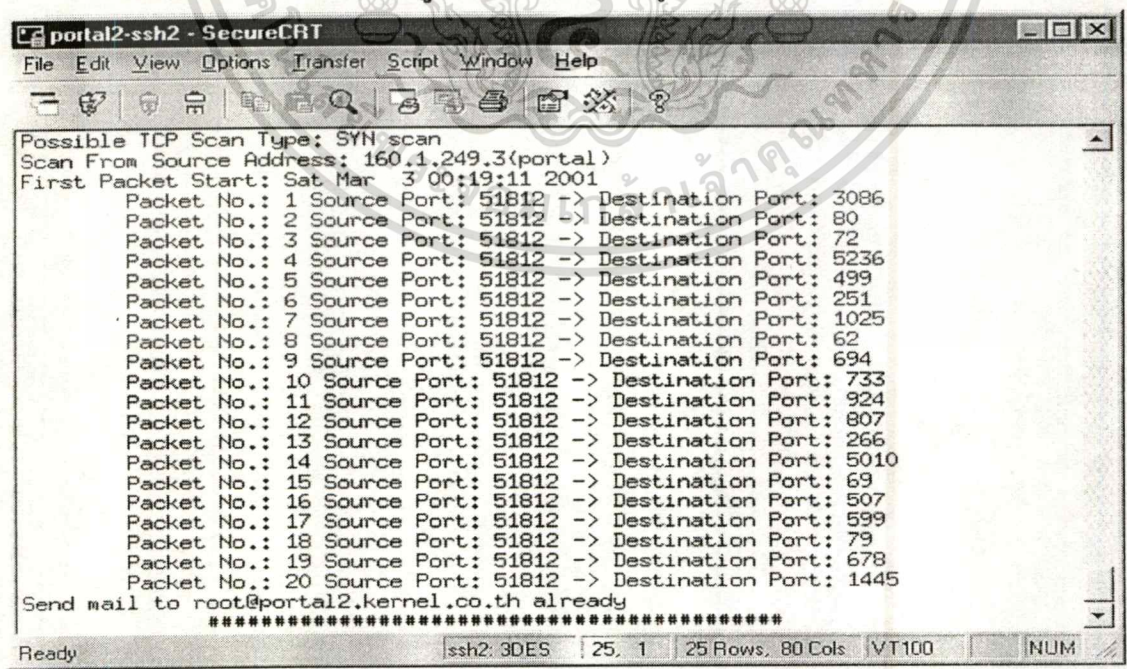 portal2-ssh2 - SecureCRT
File Edit View Options Transfer Script Window Help
Possible TCP Scan Type: SYN scan
Scan From Source Address: 160.1.249.3(portal)
First Packet Start: Sat Mar  3 00:19:11 2001
Packet No.: 1 Source Port: 51812 -> Destination Port: 3086
Packet No.: 2 Source Port: 51812 -> Destination Port: 80
Packet No.: 3 Source Port: 51812 -> Destination Port: 72
Packet No.: 4 Source Port: 51812 -> Destination Port: 5236
Packet No.: 5 Source Port: 51812 -> Destination Port: 499
Packet No.: 6 Source Port: 51812 -> Destination Port: 251
Packet No.: 7 Source Port: 51812 -> Destination Port: 1025
Packet No.: 8 Source Port: 51812 -> Destination Port: 62
Packet No.: 9 Source Port: 51812 -> Destination Port: 694
Packet No.: 10 Source Port: 51812 -> Destination Port: 733
Packet No.: 11 Source Port: 51812 -> Destination Port: 924
Packet No.: 12 Source Port: 51812 -> Destination Port: 807
Packet No.: 13 Source Port: 51812 -> Destination Port: 266
Packet No.: 14 Source Port: 51812 -> Destination Port: 5010
Packet No.: 15 Source Port: 51812 -> Destination Port: 69
Packet No.: 16 Source Port: 51812 -> Destination Port: 507
Packet No.: 17 Source Port: 51812 -> Destination Port: 599
Packet No.: 18 Source Port: 51812 -> Destination Port: 79
Packet No.: 19 Source Port: 51812 -> Destination Port: 678
Packet No.: 20 Source Port: 51812 -> Destination Port: 1445
Send mail to root@portal2.kernel.co.th already
############################################
Ready ssh2: 3DES 25, 1 25 Rows, 80 Cols VT100 NUM